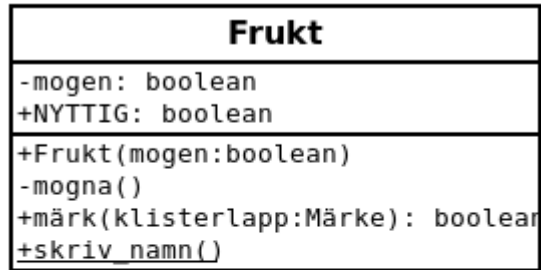 Frukt
-mogen: boolean
+NYTTIG: boolean
+Frukt(mogen:boolean)
-mogna()
+märk(klisterlapp:Märke): boolean
+skriv_namn()